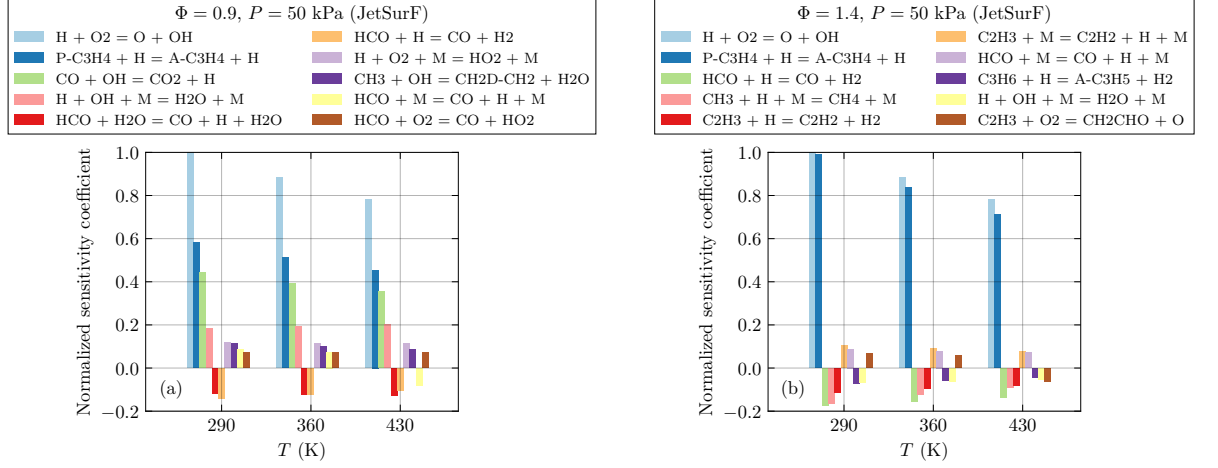 Φ = 0.9, P = 50 kPa (JetSurF)
H + O2 = O + OH
P-C3H4 + H = A-C3H4 + H
CO + OH = CO2 + H
H + OH + M = H2O + M
HCO + H2O = CO + H + H2O
HCO + H = CO + H2
H + O2 + M = HO2 + M
CH3 + OH = CH2D-CH2 + H2O
HCO + M = CO + H + M
HCO + O2 = CO + HO2
Normalized sensitivity coefficient
1.0
0.8
0.6
0.4
0.2
0.0
−0.2
(a)
290
360
430
T (K)
Φ = 1.4, P = 50 kPa (JetSurF)
H + O2 = O + OH
P-C3H4 + H = A-C3H4 + H
HCO + H = CO + H2
CH3 + H + M = CH4 + M
C2H3 + H = C2H2 + H2
C2H3 + M = C2H2 + H + M
HCO + M = CO + H + M
C3H6 + H = A-C3H5 + H2
H + OH + M = H2O + M
C2H3 + O2 = CH2CHO + O
Normalized sensitivity coefficient
1.0
0.8
0.6
0.4
0.2
0.0
−0.2
(b)
290
360
430
T (K)